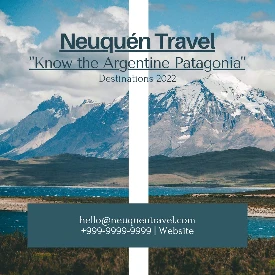 Neuquén Travel
"Know the Argentine Patagonia"
Destinations 2022
hello@neuquentravel.com
+999-9999-9999 | Website